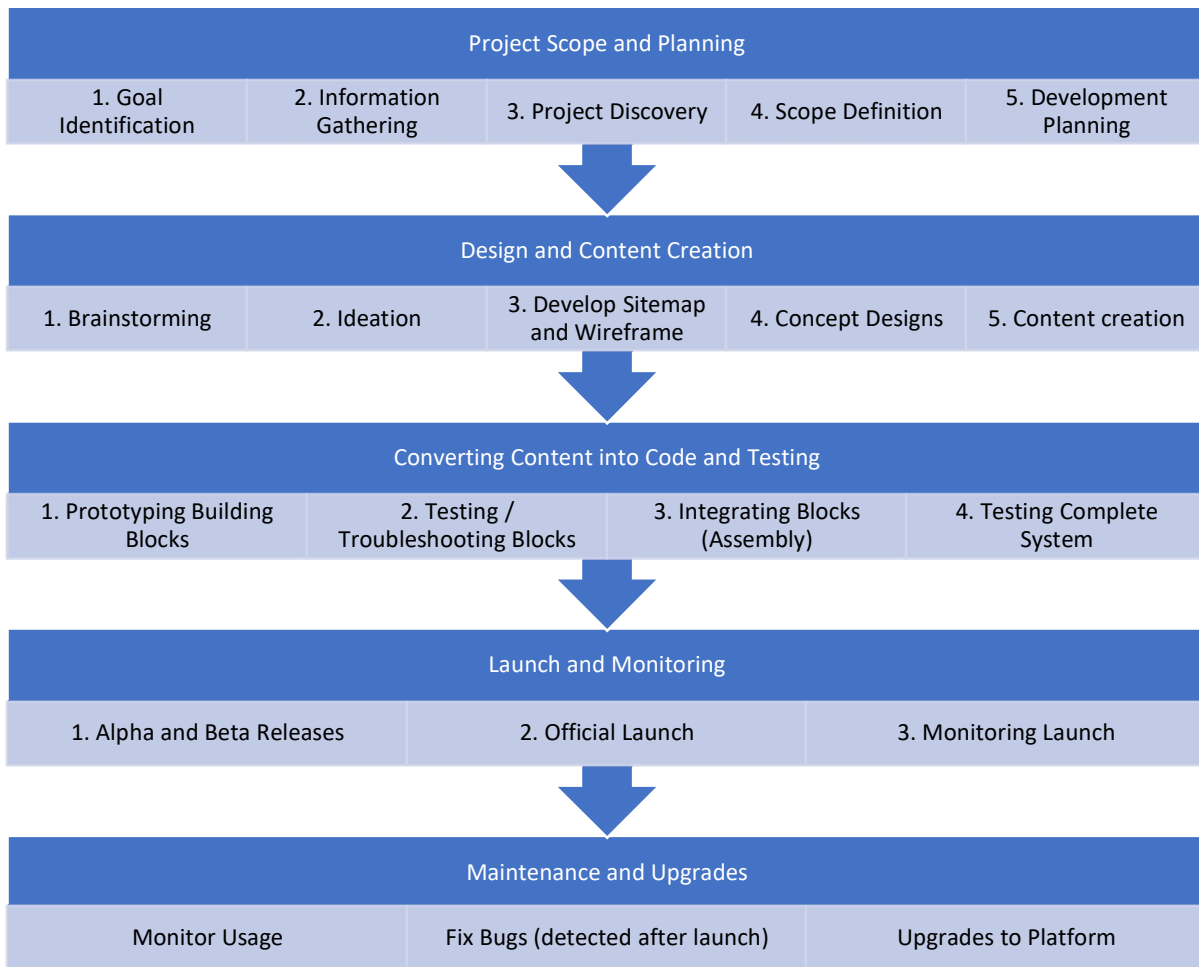 Project Scope and Planning
1. Goal
Identification
2. Information
Gathering
3. Project Discovery
4. Scope Definition
5. Development
Planning
Design and Content Creation
1. Brainstorming
2. Ideation
3. Develop Sitemap
and Wireframe
4. Concept Designs
5. Content creation
Converting Content into Code and Testing
1. Prototyping Building
Blocks
2. Testing /
Troubleshooting Blocks
3. Integrating Blocks
(Assembly)
4. Testing Complete
System
Launch and Monitoring
1. Alpha and Beta Releases
2. Official Launch
3. Monitoring Launch
Maintenance and Upgrades
Monitor Usage
Fix Bugs (detected after launch)
Upgrades to Platform